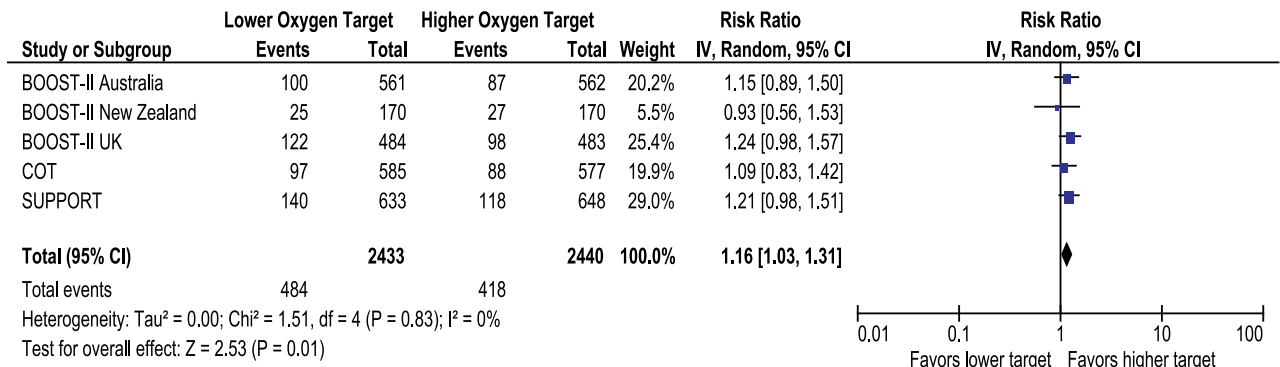 Lower Oxygen Target Higher Oxygen Target Risk Ratio Risk Ratio
Study or Subgroup Events Total Events Total Weight IV, Random, 95% CI IV, Random, 95% CI
BOOST-II Australia 100 561 87 562 20.2% 1.15 [0.89, 1.50]
BOOST-II New Zealand 25 170 27 170 5.5% 0.93 [0.56, 1.53]
BOOST-II UK 122 484 98 483 25.4% 1.24 [0.98, 1.57]
COT 97 585 88 577 19.9% 1.09 [0.83, 1.42]
SUPPORT 140 633 118 648 29.0% 1.21 [0.98, 1.51]
Total (95% CI) 2433 2440 100.0% 1.16 [1.03, 1.31]
Total events 484 418
Heterogeneity: Tau² = 0.00; Chi² = 1.51, df = 4 (P = 0.83); I² = 0%
Test for overall effect: Z = 2.53 (P = 0.01)
0.01 0.1 1 10 100
Favors lower target Favors higher target